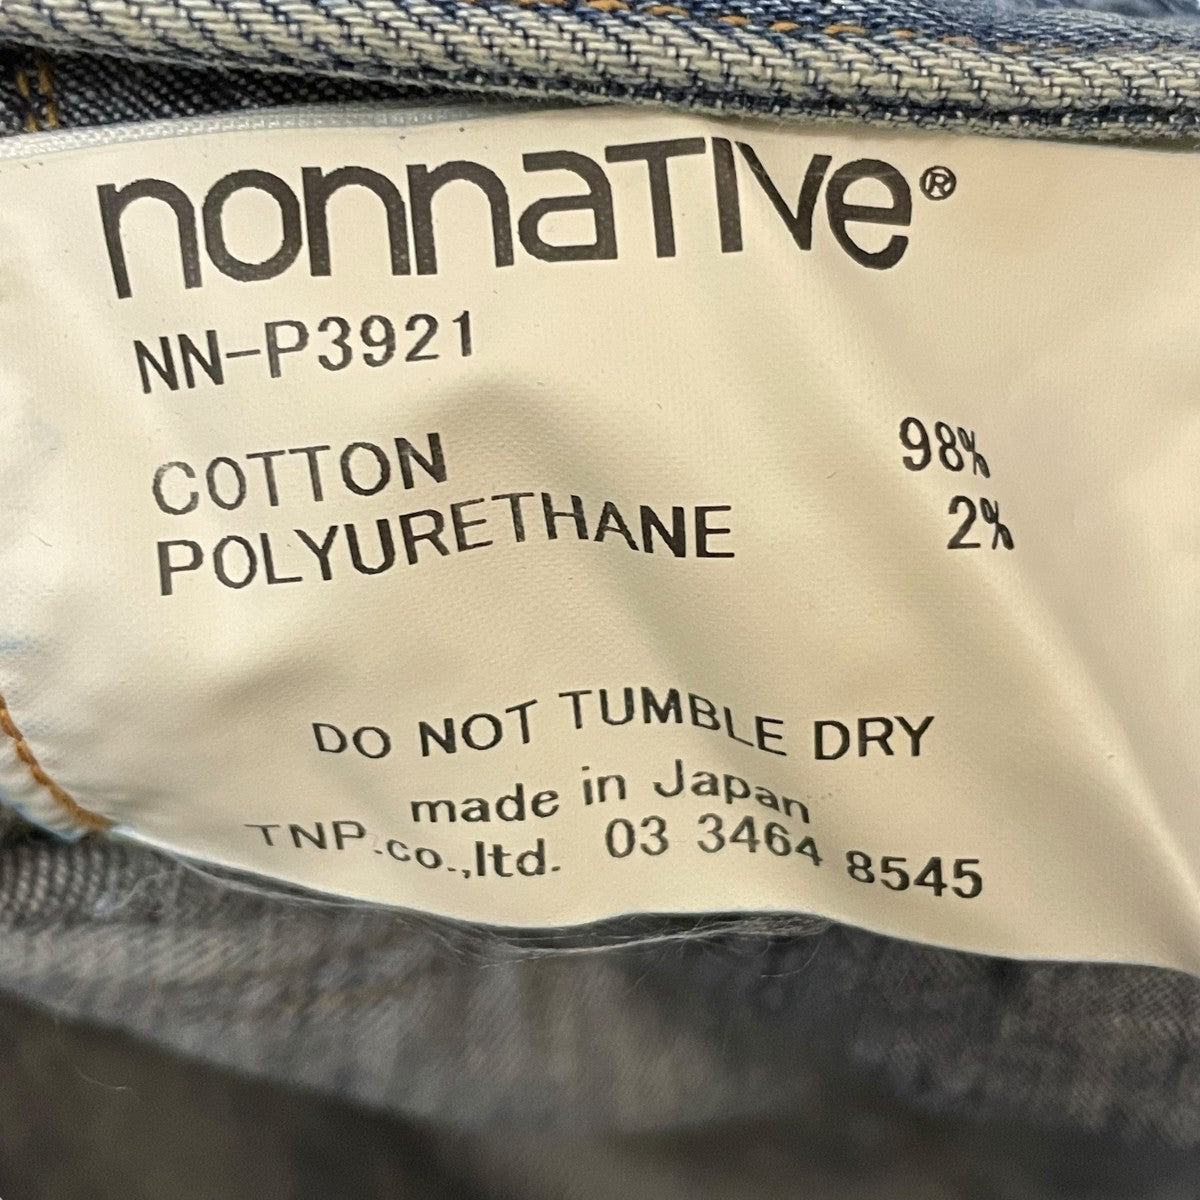 nonnaTIVe®
NN-P3921
COTTON 98%
POLYURETHANE 2%
DO NOT TUMBLE DRY
made in Japan
TNP.co.,ltd. 03 3464 8545